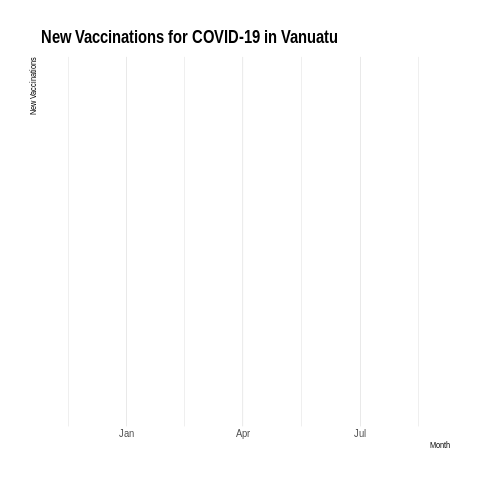 New Vaccinations for COVID-19 in Vanuatu
New Vaccinations
Jan Apr Jul
Month